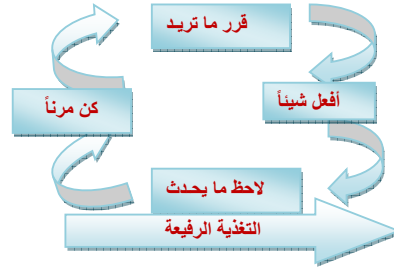 قرر ما تريد
أفعل شيئاً
كن مرناً
لاحظ ما يحدث
التغذية الرفيعة